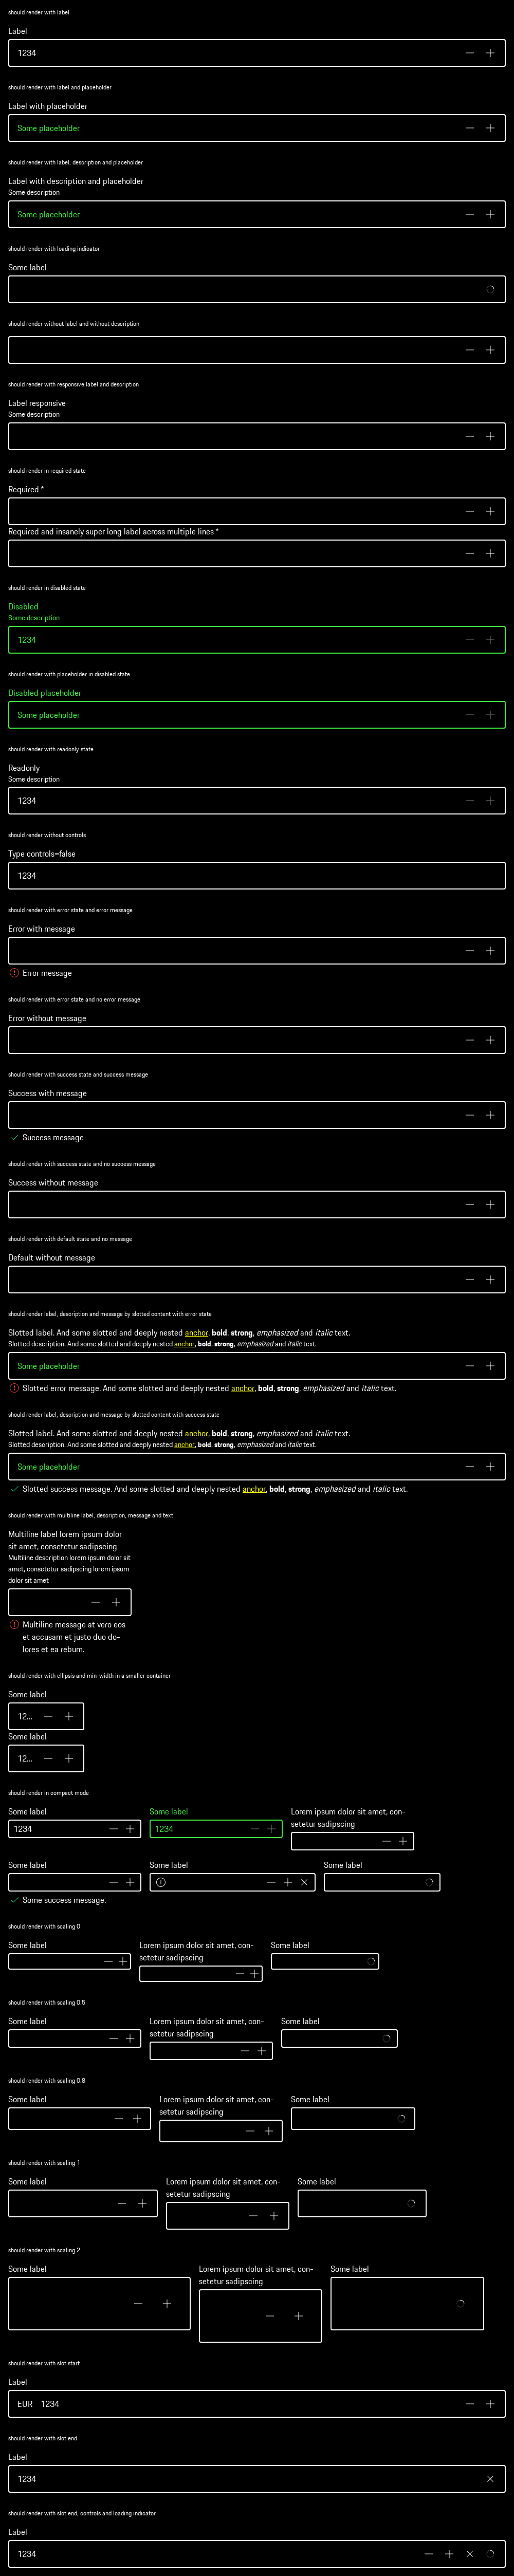 should render with label
Label
1234
should render with label and placeholder
Label with placeholder
Some placeholder
should render with label, description and placeholder
Label with description and placeholder
Some description
Some placeholder
should render with loading indicator
Some label
should render without label and without description
should render with responsive label and description
Label responsive
Some description
should render in required state
Required *
Required and insanely super long label across multiple lines *
should render in disabled state
Disabled
Some description
1234
should render with placeholder in disabled state
Disabled placeholder
Some placeholder
should render with readonly state
Readonly
Some description
1234
should render without controls
Type controls=false
1234
should render with error state and error message
Error with message
Error message
should render with error state and no error message
Error without message
should render with success state and success message
Success with message
Success message
should render with success state and no success message
Success without message
should render with default state and no message
Default without message
should render label, description and message by slotted content with error state
Slotted label. And some slotted and deeply nested anchor, bold, strong, emphasized and italic text.
Slotted description. And some slotted and deeply nested anchor, bold, strong, emphasized and italic text.
Some placeholder
Slotted error message. And some slotted and deeply nested anchor, bold, strong, emphasized and italic text.
should render label, description and message by slotted content with success state
Slotted label. And some slotted and deeply nested anchor, bold, strong, emphasized and italic text.
Slotted description. And some slotted and deeply nested anchor, bold, strong, emphasized and italic text.
Some placeholder
Slotted success message. And some slotted and deeply nested anchor, bold, strong, emphasized and italic text.
should render with multiline label, description, message and text
Multiline label lorem ipsum dolor
sit amet, consetetur sadipscing
Multiline description lorem ipsum dolor sit
amet, consetetur sadipscing lorem ipsum
dolor sit amet
Multiline message at vero eos
et accusam et justo duo do-
lores et ea rebum.
should render with ellipsis and min-width in a smaller container
Some label
12...
Some label
12...
should render in compact mode
Some label
1234
Some label
1234
Lorem ipsum dolor sit amet, con-
setetur sadipscing
Some label
Some success message.
Some label
Some label
should render with scaling 0
Some label
Lorem ipsum dolor sit amet, con-
setetur sadipscing
Some label
should render with scaling 0.5
Some label
Lorem ipsum dolor sit amet, con-
setetur sadipscing
Some label
should render with scaling 0.8
Some label
Lorem ipsum dolor sit amet, con-
setetur sadipscing
Some label
should render with scaling 1
Some label
Lorem ipsum dolor sit amet, con-
setetur sadipscing
Some label
should render with scaling 2
Some label
Lorem ipsum dolor sit amet, con-
setetur sadipscing
Some label
should render with slot start
Label
EUR 1234
should render with slot end
Label
1234
should render with slot end, controls and loading indicator
Label
1234